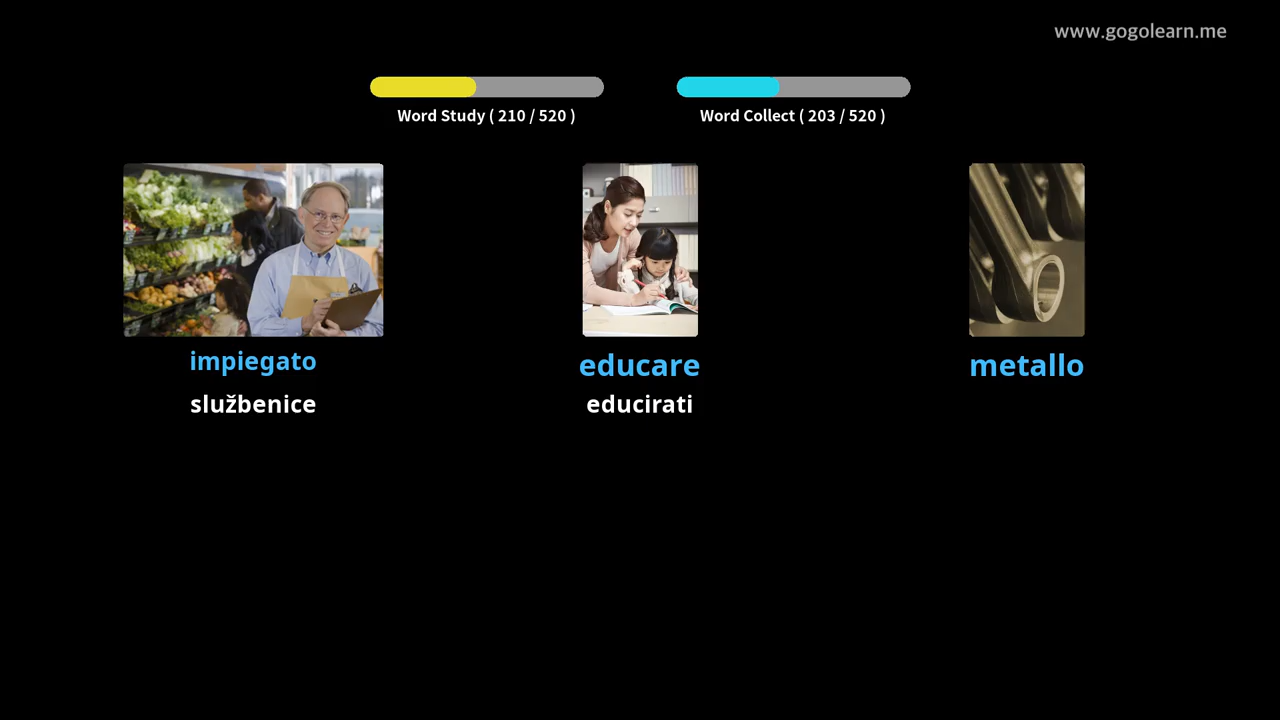 www.gogolearn.me
Word Study ( 210 / 520 )
Word Collect ( 203 / 520 )
impiegato
educare
metallo
službenice
educirati